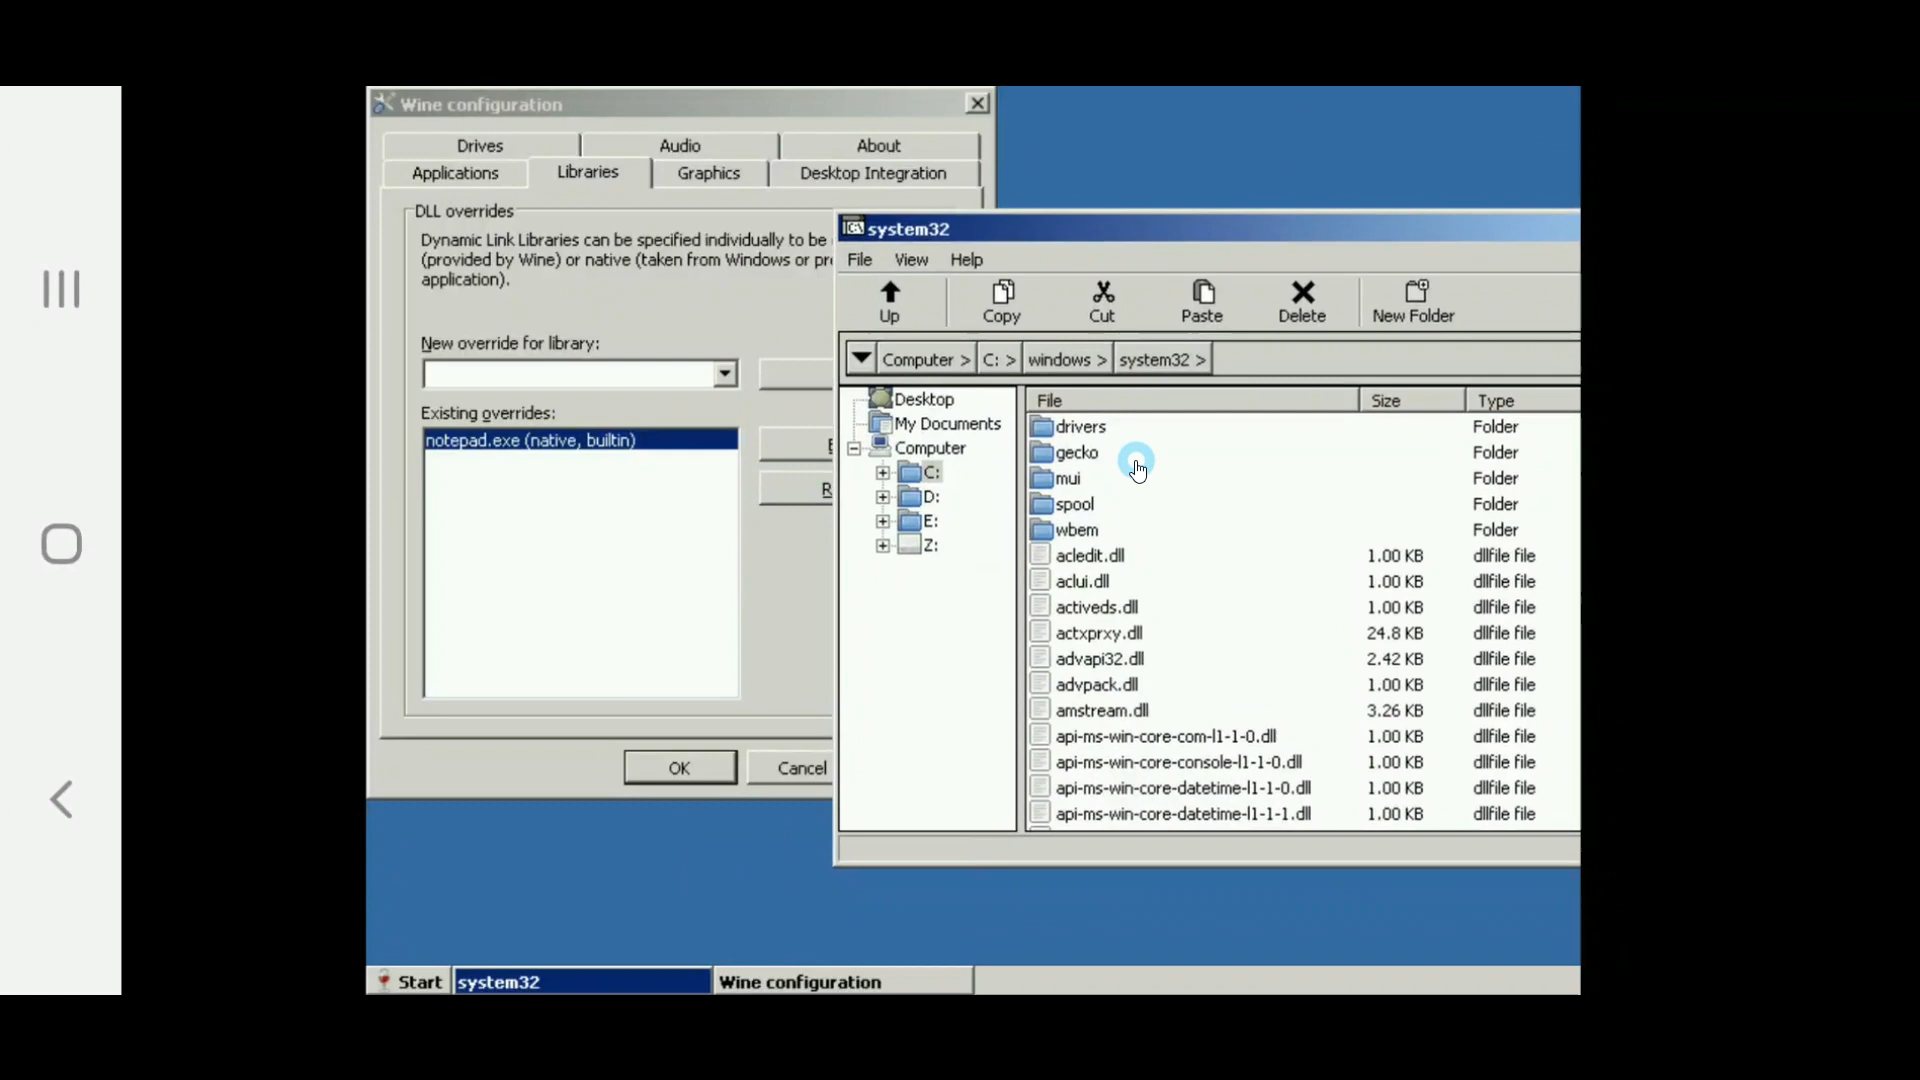 Wine configuration
Drives
Audio
About
Applications
Libraries
Graphics
Desktop Integration
DLL overrides
Dynamic Link Libraries can be specified individually to be
(provided by Wine) or native (taken from Windows or
application).
New override for library:
Existing overrides:
notepad.exe (native, builtin)
OK
Cancel
system32
File View Help
Up
Copy
Cut
Paste
Delete
New Folder
Computer > C: > windows > system32 >
Desktop
My Documents
Computer
C:
D:
E:
Z:
File Size Type
drivers Folder
gecko Folder
mui Folder
spool Folder
wbem Folder
acledit.dll 1.00 KB dllfile file
aclui.dll 1.00 KB dllfile file
activeds.dll 1.00 KB dllfile file
actxprxy.dll 24.8 KB dllfile file
advapi32.dll 2.42 KB dllfile file
advpack.dll 1.00 KB dllfile file
amstream.dll 3.26 KB dllfile file
api-ms-win-core-com-l1-1-0.dll 1.00 KB dllfile file
api-ms-win-core-console-l1-1-0.dll 1.00 KB dllfile file
api-ms-win-core-datetime-l1-1-0.dll 1.00 KB dllfile file
api-ms-win-core-datetime-l1-1-1.dll 1.00 KB dllfile file
Start
system32
Wine configuration